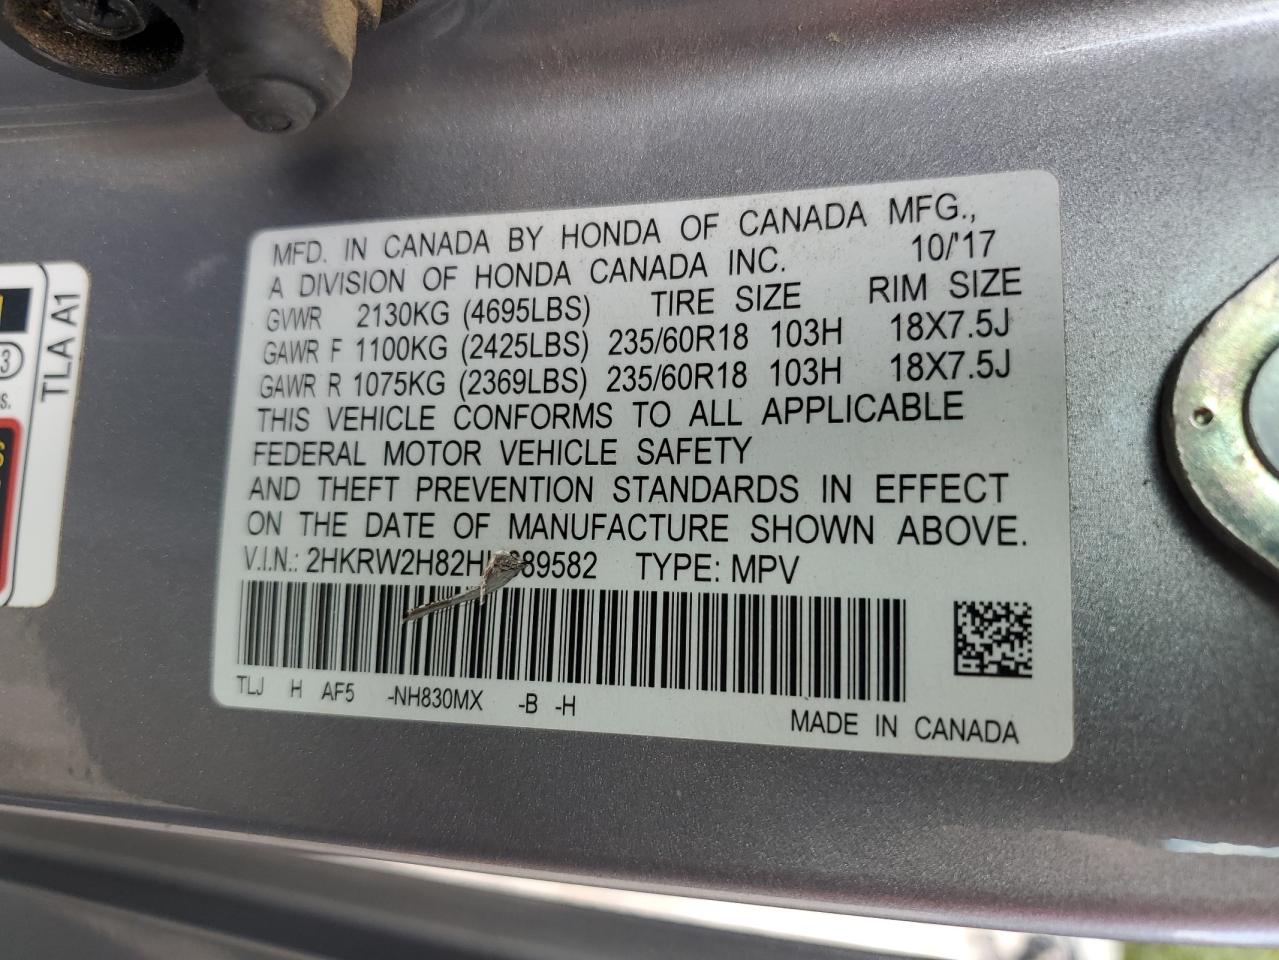 MFD. IN CANADA BY HONDA OF CANADA MFG.,
A DIVISION OF HONDA CANADA INC. 10/'17
GVWR 2130KG (4695LBS) TIRE SIZE RIM SIZE
GAWR F 1100KG (2425LBS) 235/60R18 103H 18X7.5J
GAWR R 1075KG (2369LBS) 235/60R18 103H 18X7.5J
THIS VEHICLE CONFORMS TO ALL APPLICABLE
FEDERAL MOTOR VEHICLE SAFETY
AND THEFT PREVENTION STANDARDS IN EFFECT
ON THE DATE OF MANUFACTURE SHOWN ABOVE.
V.I.N.: TYPE: MPV
TLJ H AF5 -NH830MX -B -H
MADE IN CANADA
TLA A1
3